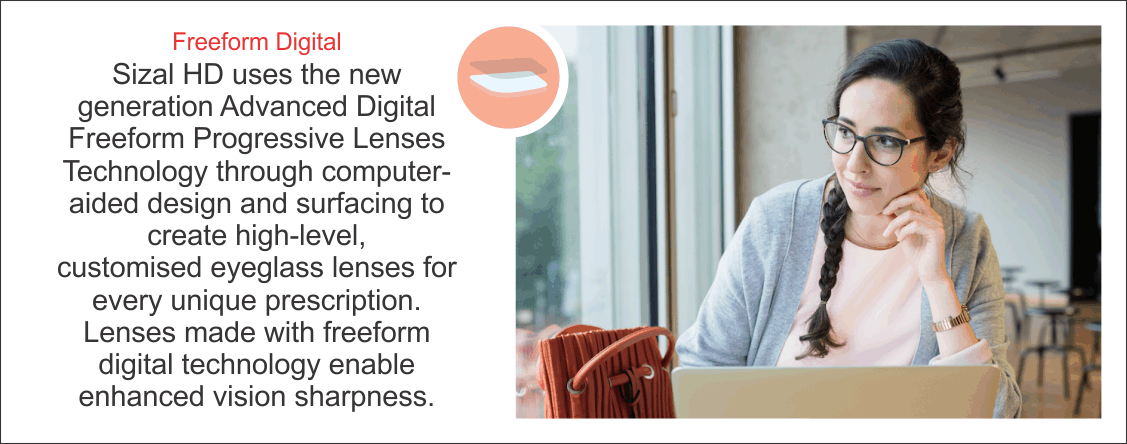 Freeform Digital
Sizal HD uses the new
generation Advanced Digital
Freeform Progressive Lenses
Technology through computer-
aided design and surfacing to
create high-level,
customised eyeglass lenses for
every unique prescription.
Lenses made with freeform
digital technology enable
enhanced vision sharpness.